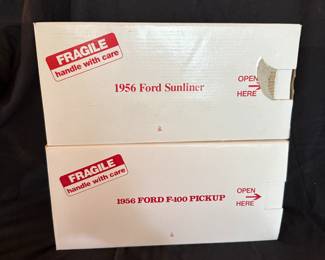 FRAGILE
handle with care
1956 Ford Sunliner
OPEN
HERE
FRAGILE
handle with care
1956 FORD F-100 PICKUP
OPEN
HERE